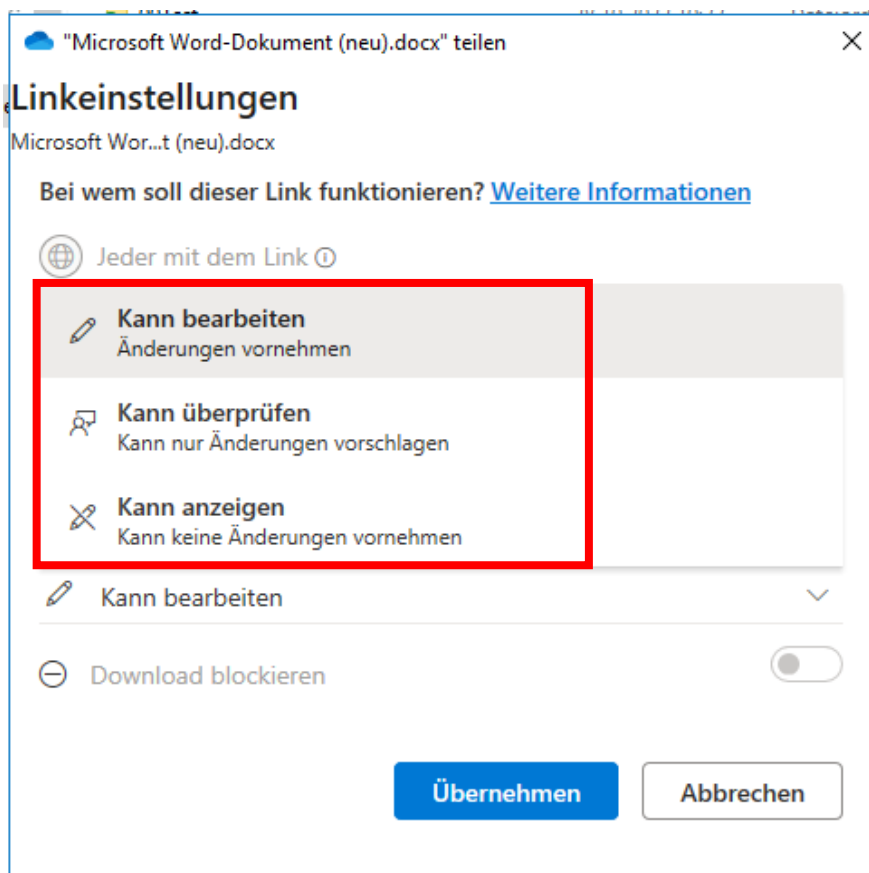 "Microsoft Word-Dokument (neu).docx" teilen
Linkeinstellungen
Microsoft Wor...t (neu).docx
Bei wem soll dieser Link funktionieren? Weitere Informationen
Jeder mit dem Link
Kann bearbeiten
Änderungen vornehmen
Kann überprüfen
Kann nur Änderungen vorschlagen
Kann anzeigen
Kann keine Änderungen vornehmen
Kann bearbeiten
Download blockieren
Übernehmen Abbrechen